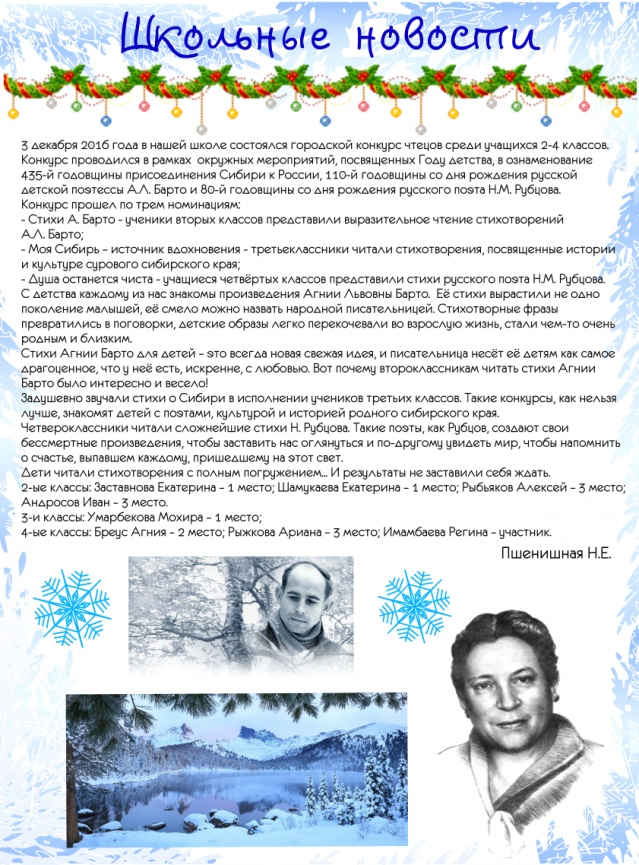 Школьные новости
3 декабря 2016 года в нашей школе состоялся городской конкурс чтецов среди учащихся 2-4 классов.
Конкурс проводился в рамках окружных мероприятий, посвященных Году детства, в ознаменование
435-й годовщины присоединения Сибири к России, 110-й годовщины со дня рождения русской
детской поэтессы А.Л. Барто и 80-й годовщины со дня рождения русского поэта Н.М. Рубцова.
Конкурс прошел по трем номинациям:
- Стихи А. Барто - ученики вторых классов представили выразительное чтение стихотворений
А.Л. Барто;
- Моя Сибирь – источник вдохновения - третьеклассники читали стихотворения, посвященные истории
и культуре сурового сибирского края;
- Душа останется чиста - учащиеся четвёртых классов представили стихи русского поэта Н.М. Рубцова.
С детства каждому из нас знакомы произведения Агнии Львовны Барто. Её стихи вырастили не одно
поколение малышей, её смело можно назвать народной писательницей. Стихотворные фразы
превратились в поговорки, детские образы легко перекочевали во взрослую жизнь, стали чем-то очень
родным и близким.
Стихи Агнии Барто для детей – это всегда новая свежая идея, и писательница несёт её детям как самое
драгоценное, что у неё есть, искренне, с любовью. Вот почему второклассникам читать стихи Агнии
Барто было интересно и весело!
Задушевно звучали стихи о Сибири в исполнении учеников третьих классов. Такие конкурсы, как нельзя
лучше, знакомят детей с поэтами, культурой и историей родного сибирского края.
Четвероклассники читали сложнейшие стихи Н. Рубцова. Такие поэты, как Рубцов, создают свои
бессмертные произведения, чтобы заставить нас оглянуться и по-другому увидеть мир, чтобы напомнить
о счастье, выпавшем каждому, пришедшему на этот свет.
Дети читали стихотворения с полным погружением... И результаты не заставили себя ждать.
2-ые классы: Заставнова Екатерина – 1 место; Шамукаева Екатерина – 1 место; Рыбьяков Алексей – 3 место;
Андросов Иван – 3 место.
3-и классы: Умарбекова Мохира – 1 место;
4-ые классы: Бреус Агния – 2 место; Рыжкова Ариана – 3 место; Имамбаева Регина – участник.
Пшенишная Н.Е.